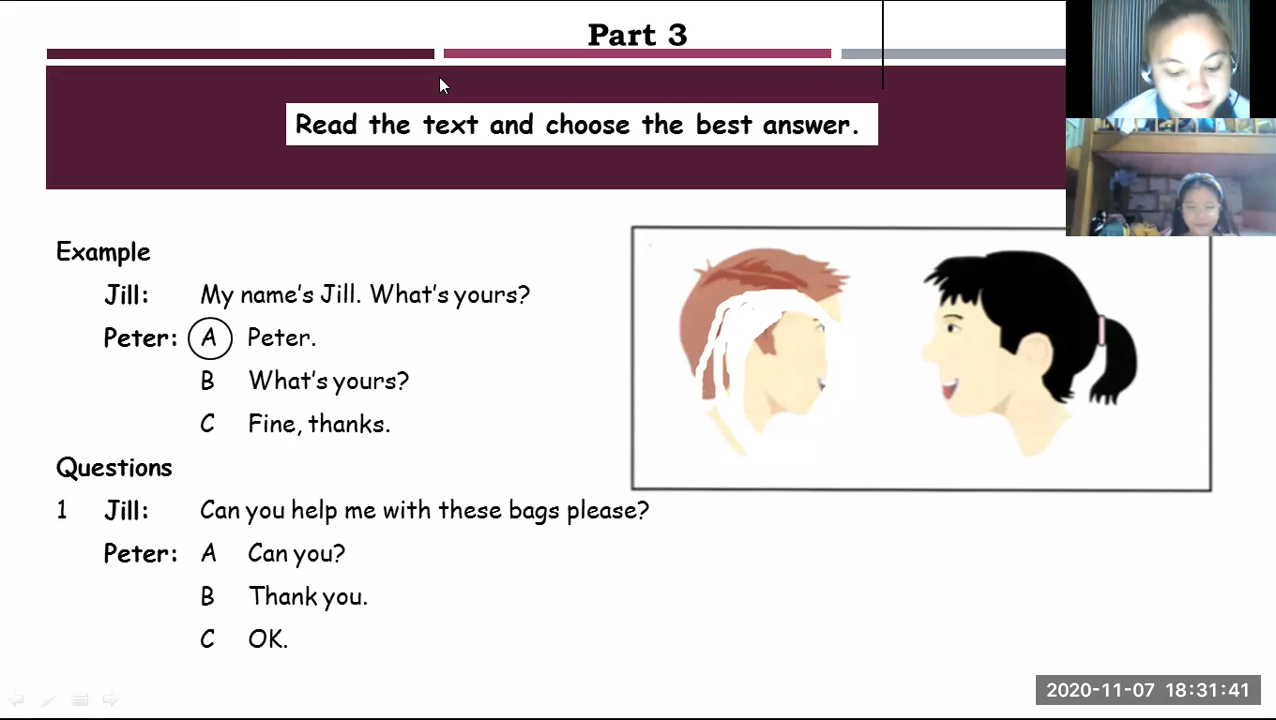 Part 3
Read the text and choose the best answer.
Example
Jill: My name's Jill. What's yours?
Peter: A Peter.
B What's yours?
C Fine, thanks.
Questions
1 Jill: Can you help me with these bags please?
Peter: A Can you?
B Thank you.
C OK.
2020-11-07 18:31:41